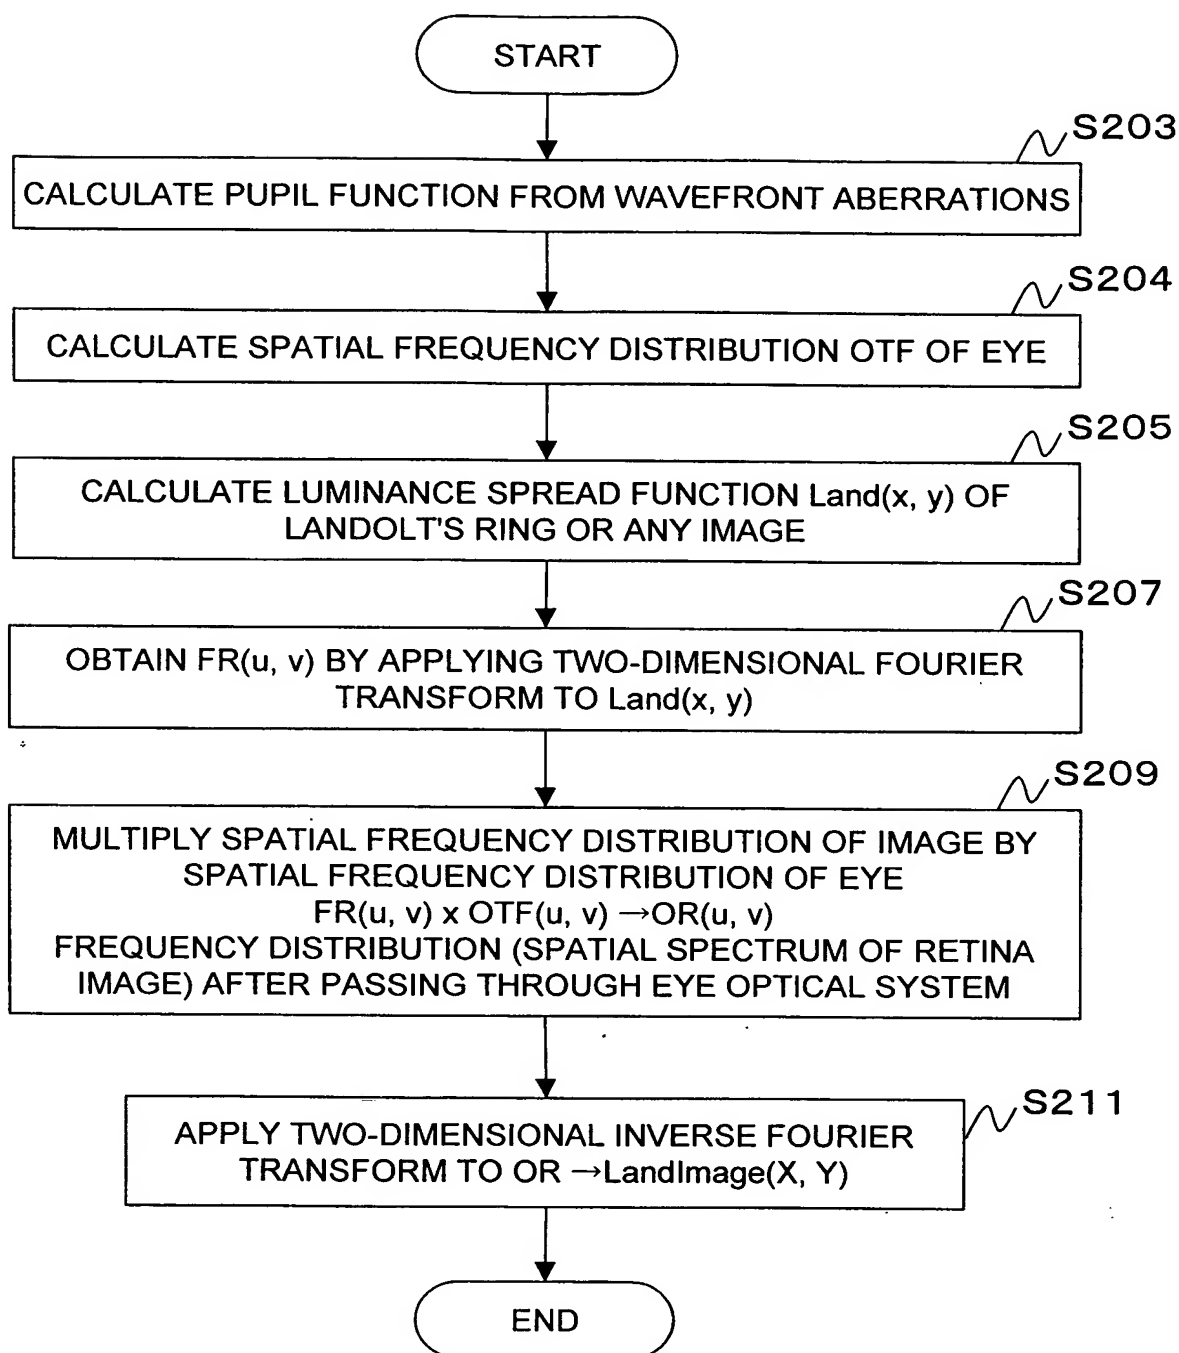 START
S203
CALCULATE PUPIL FUNCTION FROM WAVEFRONT ABERRATIONS
S204
CALCULATE SPATIAL FREQUENCY DISTRIBUTION OTF OF EYE
S205
CALCULATE LUMINANCE SPREAD FUNCTION Land(x, y) OF
LANDOLT'S RING OR ANY IMAGE
S207
OBTAIN FR(u, v) BY APPLYING TWO-DIMENSIONAL FOURIER
TRANSFORM TO Land(x, y)
S209
MULTIPLY SPATIAL FREQUENCY DISTRIBUTION OF IMAGE BY
SPATIAL FREQUENCY DISTRIBUTION OF EYE
FR(u, v) x OTF(u, v) →OR(u, v)
FREQUENCY DISTRIBUTION (SPATIAL SPECTRUM OF RETINA
IMAGE) AFTER PASSING THROUGH EYE OPTICAL SYSTEM
S211
APPLY TWO-DIMENSIONAL INVERSE FOURIER
TRANSFORM TO OR →LandImage(X, Y)
END